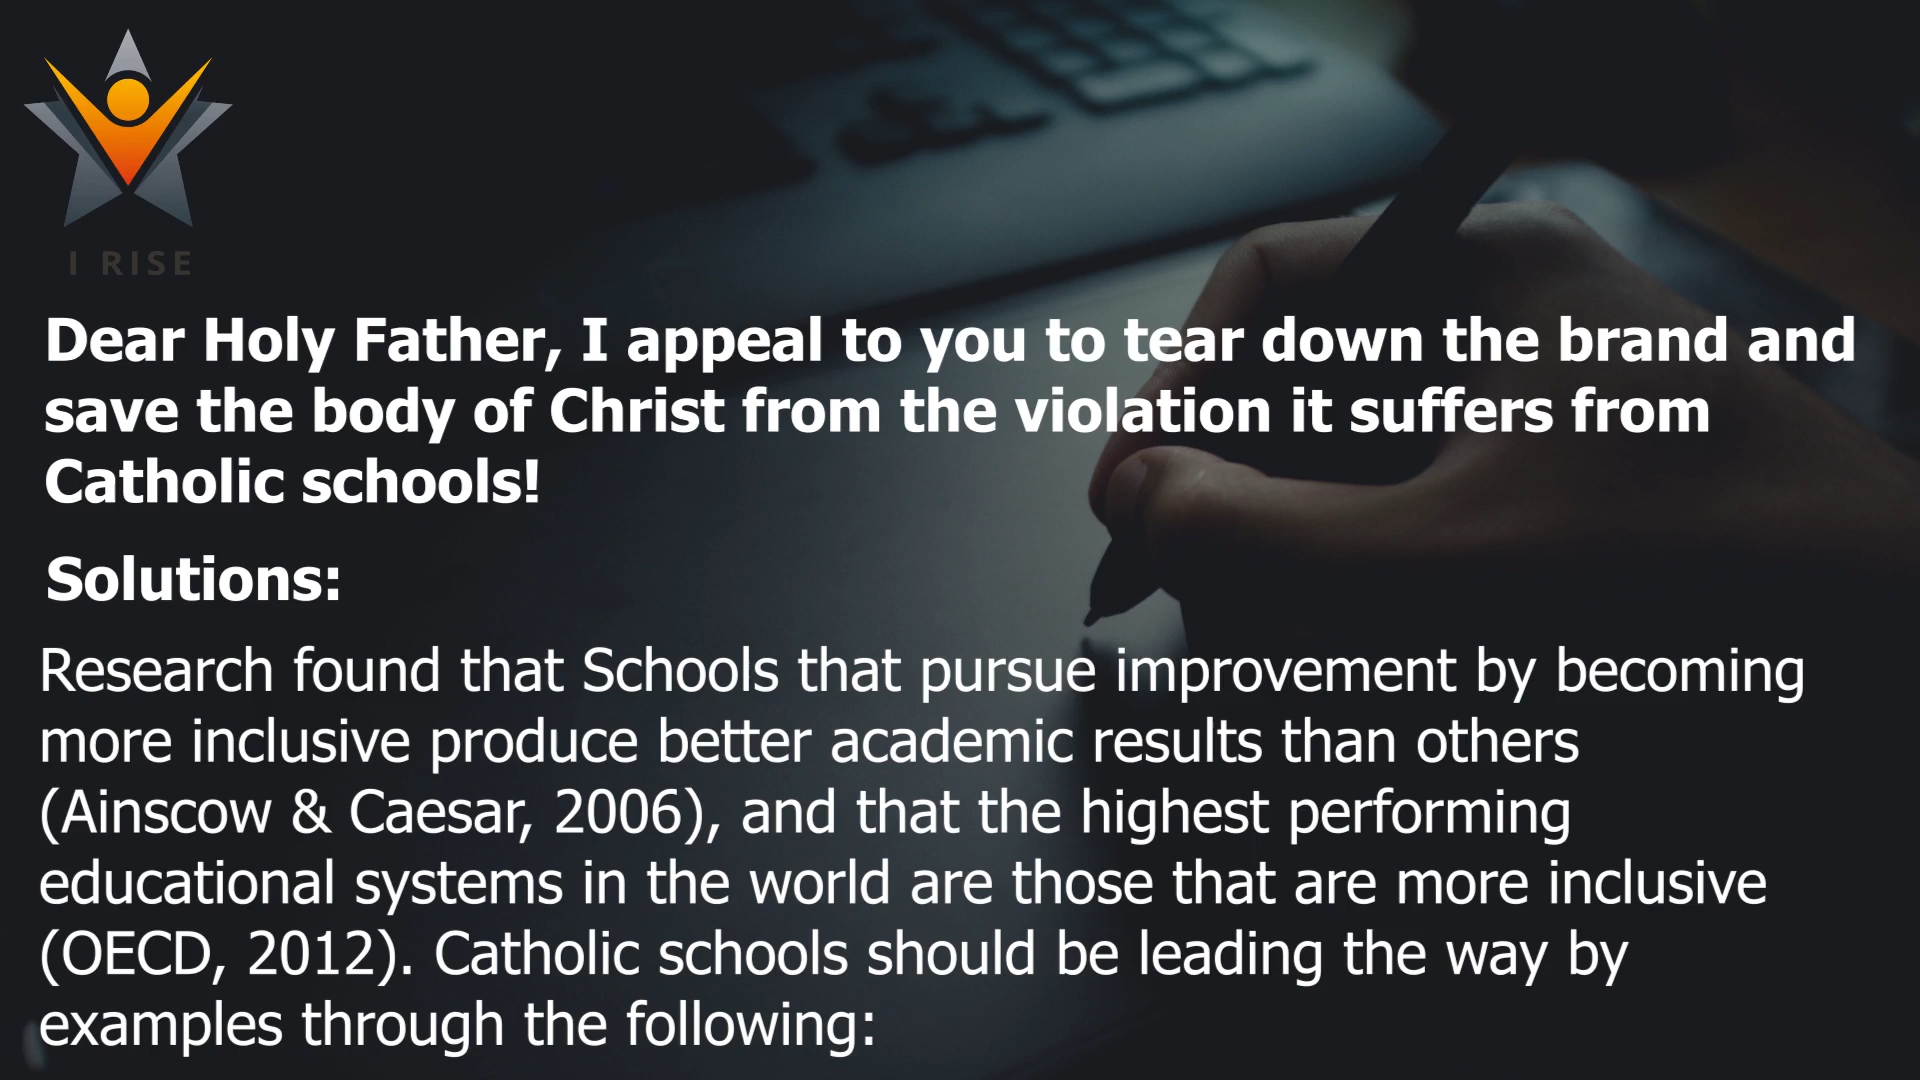 I RISE
Dear Holy Father, I appeal to you to tear down the brand and
save the body of Christ from the violation it suffers from
Catholic schools!
Solutions:
Research found that Schools that pursue improvement by becoming
more inclusive produce better academic results than others
(Ainscow & Caesar, 2006), and that the highest performing
educational systems in the world are those that are more inclusive
(OECD, 2012). Catholic schools should be leading the way by
examples through the following: